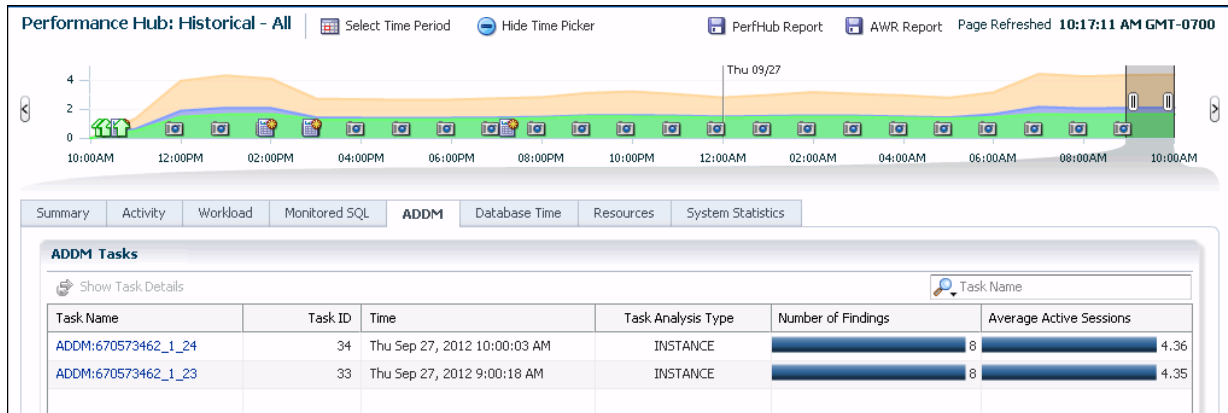 Performance Hub: Historical - All Select Time Period Hide Time Picker PerfHub Report AWR Report Page Refreshed 10:17:11 AM GMT-0700
Thu 09/27
4
2
0
10:00AM 12:00PM 02:00PM 04:00PM 06:00PM 08:00PM 10:00PM 12:00AM 02:00AM 04:00AM 06:00AM 08:00AM 10:00AM
Summary Activity Workload Monitored SQL ADDM Database Time Resources System Statistics
ADDM Tasks
Show Task Details Task Name
Task Name Task ID Time Task Analysis Type Number of Findings Average Active Sessions
ADDM:670573462_1_24 34 Thu Sep 27, 2012 10:00:03 AM INSTANCE 8 4.36
ADDM:670573462_1_23 33 Thu Sep 27, 2012 9:00:18 AM INSTANCE 8 4.35